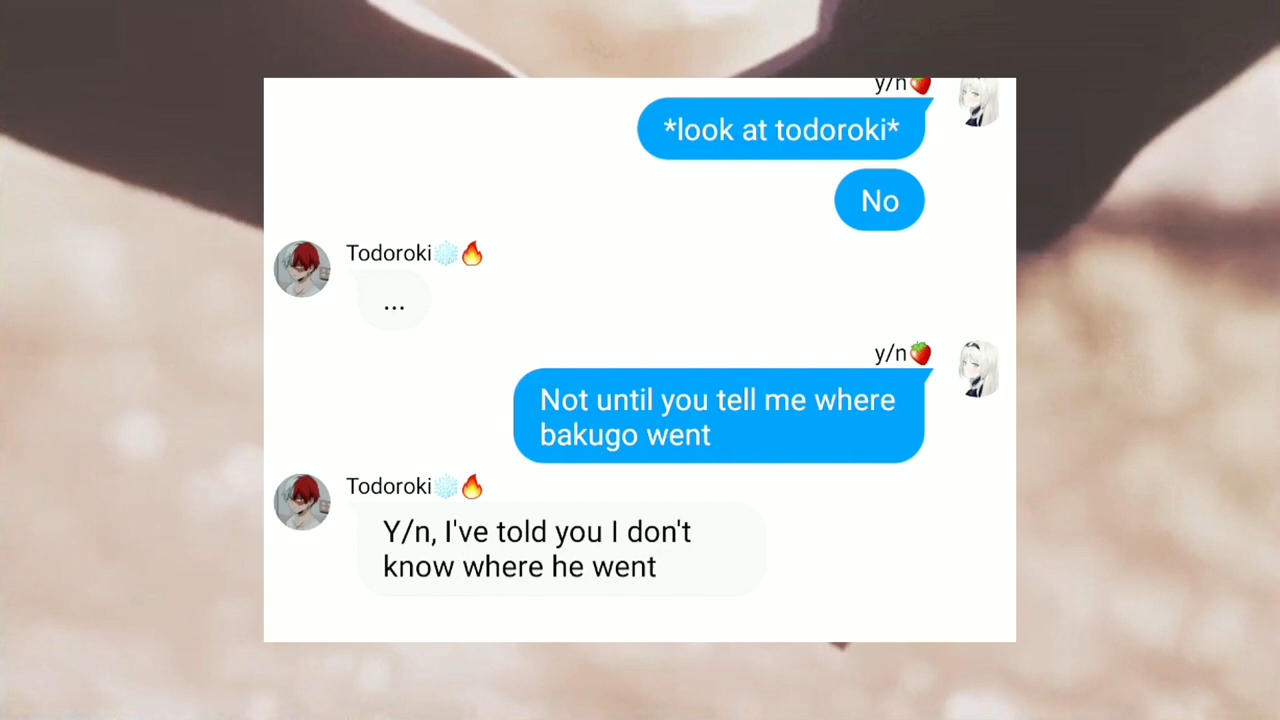 y/n🍓
*look at todoroki*
No
Todoroki❄️🔥
...
y/n🍓
Not until you tell me where
bakugo went
Todoroki❄️🔥
Y/n, I've told you I don't
know where he went